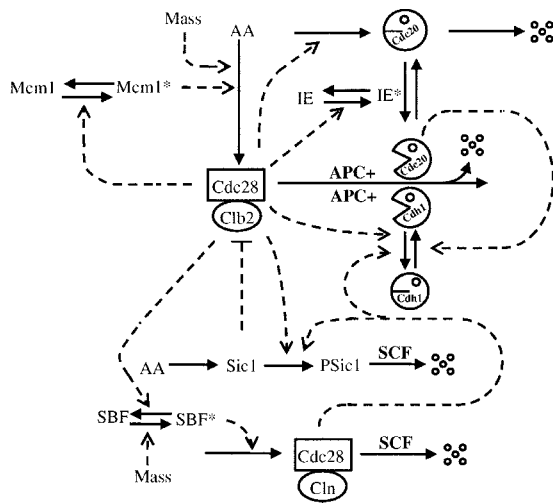 Mass
AA
Cdc20
Mcm1
Mcm1*
IE
IE*
Cdc20
APC+
Cdc28
APC+
Cdh1
Clb2
Cdh1
AA
Sic1
PSic1
SCF
SBF
SBF*
Mass
Cdc28
SCF
Cln